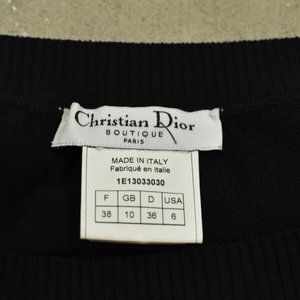 Christian Dior
BOUTIQUE
PARIS
MADE IN ITALY
Fabriqué en Italie
1E13033030
F GB D USA
38 10 36 6